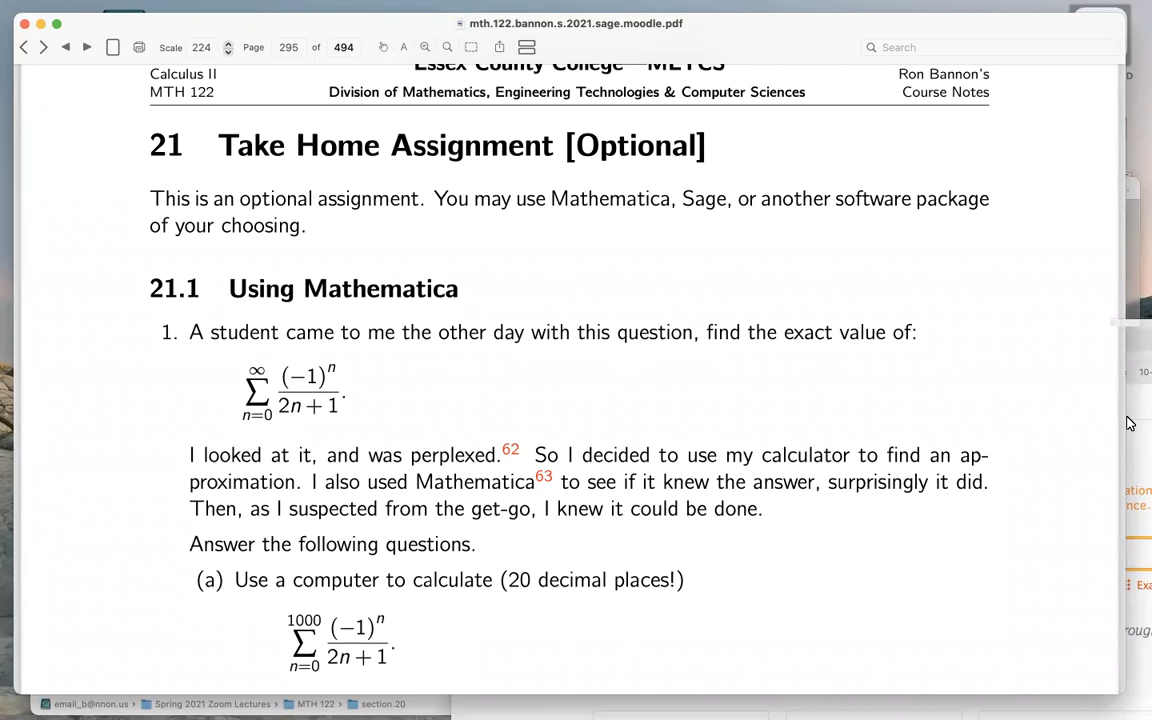 mth.122.bannon.s.2021.sage.moodle.pdf
Scale 224 Page 295 of 494 A Search
Essex County College—METCS
Calculus II Ron Bannon's
MTH 122 Division of Mathematics, Engineering Technologies & Computer Sciences Course Notes
21 Take Home Assignment [Optional]
This is an optional assignment. You may use Mathematica, Sage, or another software package
of your choosing.
21.1 Using Mathematica
1. A student came to me the other day with this question, find the exact value of:
∞
∑ (−1)^n / (2n + 1).
n=0
I looked at it, and was perplexed.62 So I decided to use my calculator to find an ap-
proximation. I also used Mathematica63 to see if it knew the answer, surprisingly it did.
Then, as I suspected from the get-go, I knew it could be done.
Answer the following questions.
(a) Use a computer to calculate (20 decimal places!)
1000
∑ (−1)^n / (2n + 1).
n=0
email_b@nnon.us › Spring 2021 Zoom Lectures › MTH 122 › section.20
10-
nce.
Exa